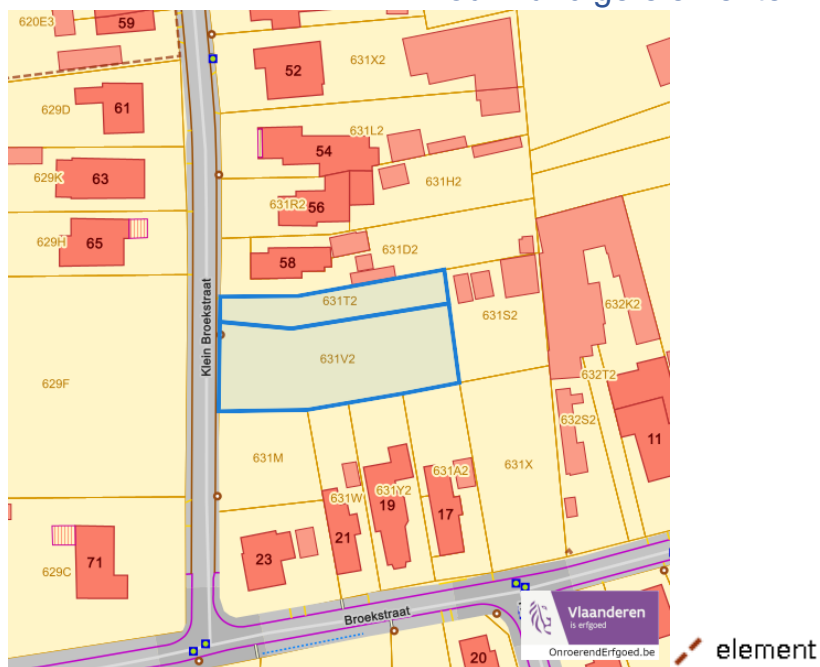 620E3
59
52
631X2
629D
61
631L2
54
629K
63
631H2
631R2
56
629H
65
631D2
58
631T2
631S2
632K2
Klein Broekstraat
631V2
629F
632T2
632S2
11
631M
631W
631Y2
631A2
631X
19
17
21
23
71
629C
Broekstraat
Vlaanderen
is erfgoed
OnroerendErfgoed.be
20
element